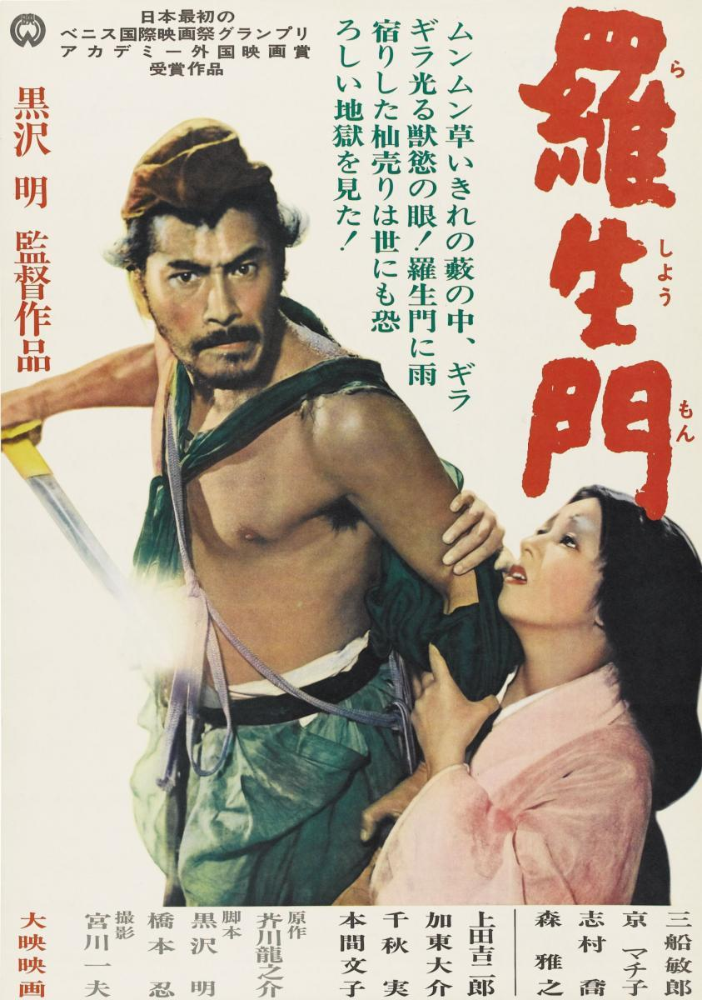 日本最初の
ベニス国際映画祭グランプリ
アカデミー外国映画賞
受賞作品
羅生門
らしようもん
ムンムン草いきれの藪の中、ギラ
ギラ光る獣慾の眼!羅生門に雨
宿りした杣売りは世にも恐
ろしい地獄を見た!
黒沢 明 監督作品
三船敏郎
京 マチ子
志村 喬
森 雅之
上田吉二郎
加東大介
千秋 実
本間文子
原作
芥川龍之介
脚本
黒沢 明
橋本 忍
撮影
宮川一夫
大映映画